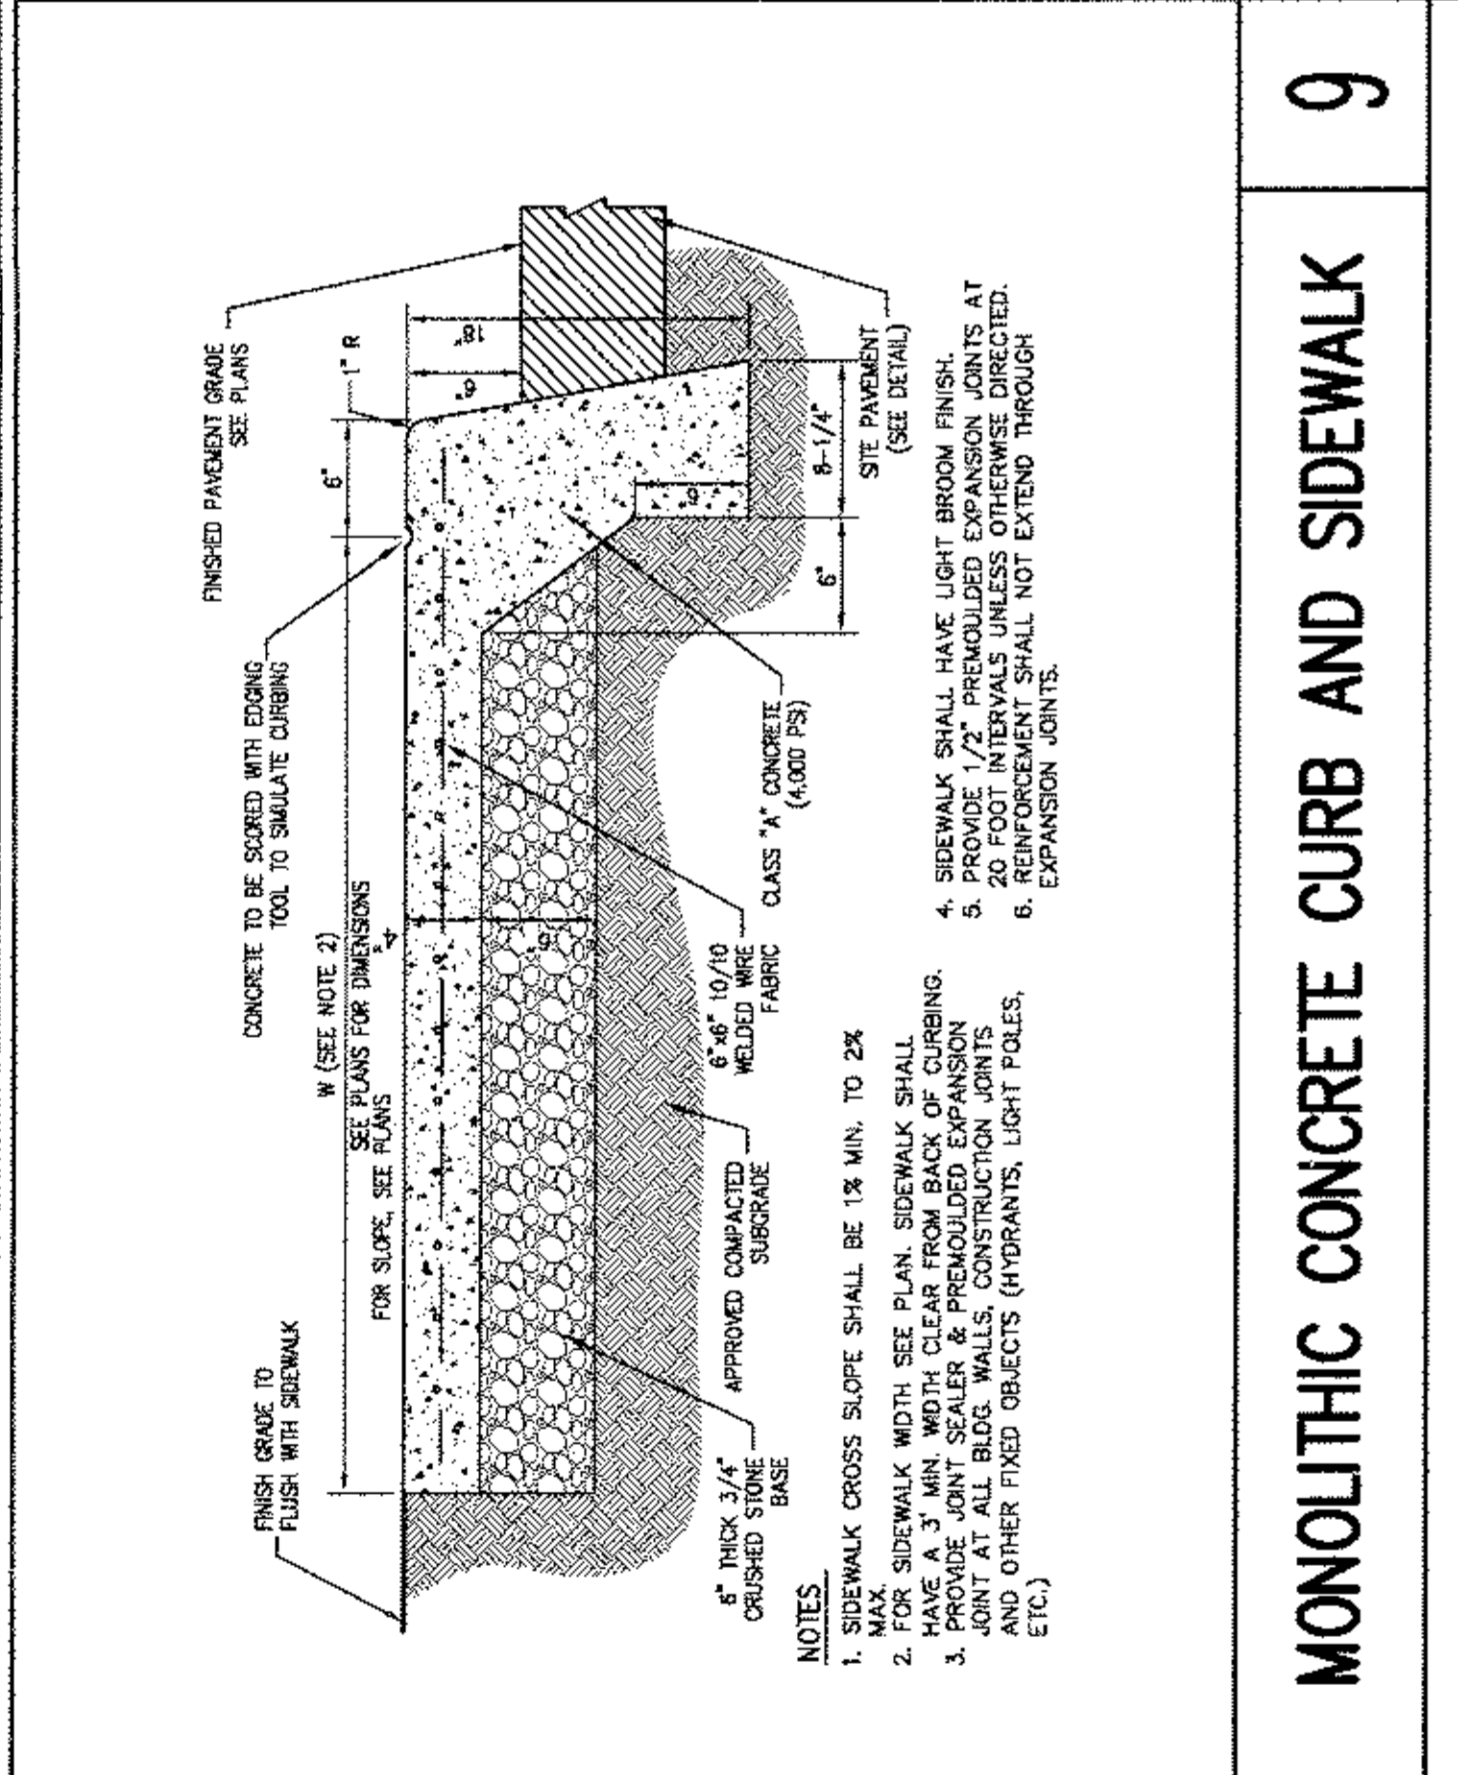 FINISH GRADE TO
FLUSH WITH SIDEWALK
W (SEE NOTE 2)
SEE PLANS FOR DIMENSIONS
FOR SLOPE, SEE PLANS
CONCRETE TO BE SCORED WITH EDGING
TOOL TO SIMULATE CURBING
FINISHED PAVEMENT GRADE
SEE PLANS
6"
1" R
4"
6"
6"
18"
6"
6"
8-1/4"
6" THICK 3/4"
CRUSHED STONE
BASE
APPROVED COMPACTED
SUBGRADE
6"x6" 10/10
WELDED WIRE
FABRIC
CLASS "A" CONCRETE
(4,000 PSI)
SITE PAVEMENT
(SEE DETAIL)
NOTES
1. SIDEWALK CROSS SLOPE SHALL BE 1% MIN. TO 2%
MAX.
2. FOR SIDEWALK WIDTH SEE PLAN. SIDEWALK SHALL
HAVE A 3' MIN. WIDTH CLEAR FROM BACK OF CURBING.
3. PROVIDE JOINT SEALER & PREMOULDED EXPANSION
JOINT AT ALL BLDG. WALLS, CONSTRUCTION JOINTS
AND OTHER FIXED OBJECTS (HYDRANTS, LIGHT POLES,
ETC.)
4. SIDEWALK SHALL HAVE LIGHT BROOM FINISH.
5. PROVIDE 1/2" PREMOULDED EXPANSION JOINTS AT
20 FOOT INTERVALS UNLESS OTHERWISE DIRECTED.
6. REINFORCEMENT SHALL NOT EXTEND THROUGH
EXPANSION JOINTS.
MONOLITHIC CONCRETE CURB AND SIDEWALK
9